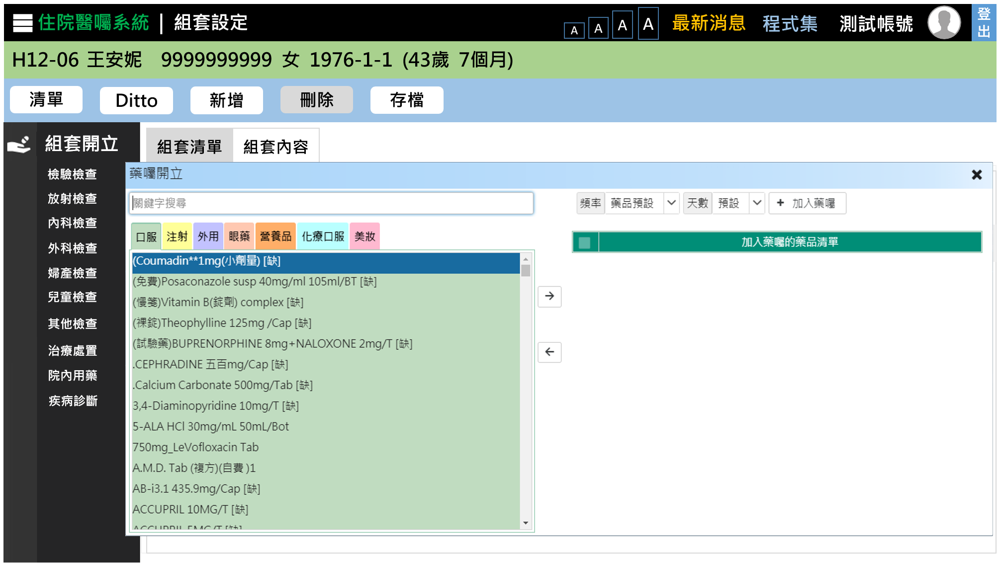 住院醫囑系統 | 組套設定
A A A A 最新消息 程式集 測試帳號 登出
H12-06 王安妮 9999999999 女 1976-1-1 (43歲 7個月)
清單 Ditto 新增 刪除 存檔
組套開立
檢驗檢查
放射檢查
內科檢查
外科檢查
婦產檢查
兒童檢查
其他檢查
治療處置
院內用藥
疾病診斷
組套清單 組套內容
藥囑開立
關鍵字搜尋
頻率 藥品預設 天數 預設 + 加入藥囑
口服 注射 外用 眼藥 營養品 化療口服 美妝
加入藥囑的藥品清單
(Coumadin**1mg(小劑量) [缺]
(免費)Posaconazole susp 40mg/ml 105ml/BT [缺]
(慢箋)Vitamin B(錠劑) complex [缺]
(裸錠)Theophylline 125mg /Cap [缺]
(試驗藥)BUPRENORPHINE 8mg+NALOXONE 2mg/T [缺]
.CEPHRADINE 五百mg/Cap [缺]
.Calcium Carbonate 500mg/Tab [缺]
3,4-Diaminopyridine 10mg/T [缺]
5-ALA HCl 30mg/mL 50mL/Bot
750mg_LeVofloxacin Tab
A.M.D. Tab (複方)(自費 )1
AB-i3.1 435.9mg/Cap [缺]
ACCUPRIL 10MG/T [缺]
ACCUPRIL 5MG/T [缺]